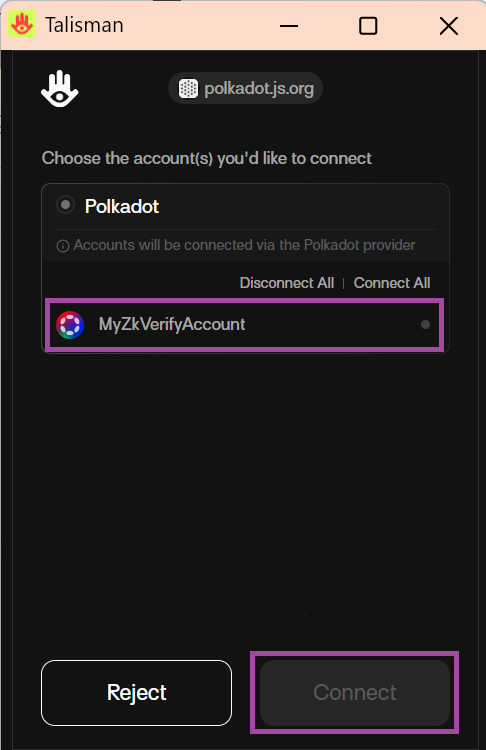 Talisman
polkadot.js.org
Choose the account(s) you'd like to connect
Polkadot
Accounts will be connected via the Polkadot provider
Disconnect All | Connect All
MyZkVerifyAccount
Reject
Connect